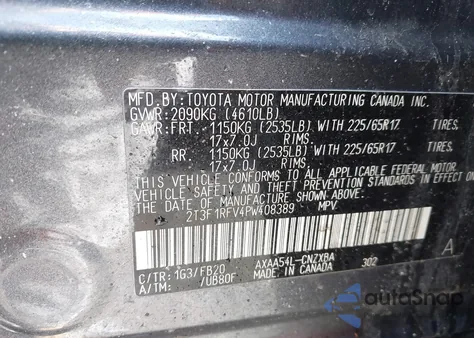 MFD.BY:TOYOTA MOTOR MANUFACTURING CANADA INC.
GVWR:2090KG (4610LB)
GAWR:FRT. 1150KG (2535LB) WITH 225/65R17 TIRES.
17x7.0J RIMS.
RR. 1150KG (2535LB) WITH 225/65R17 TIRES.
17x7.0J RIMS.
THIS VEHICLE CONFORMS TO ALL APPLICABLE FEDERAL MOTOR
VEHICLE SAFETY AND THEFT PREVENTION STANDARDS IN EFFECT
ON THE DATE OF MANUFACTURE SHOWN ABOVE.
2T3F1RFV4PW408389 MPV
C/TR:1G3/FB20 AXAA54L-CNZXBA A
A/TM: /UB80F MADE IN CANADA 302
AutoSnap